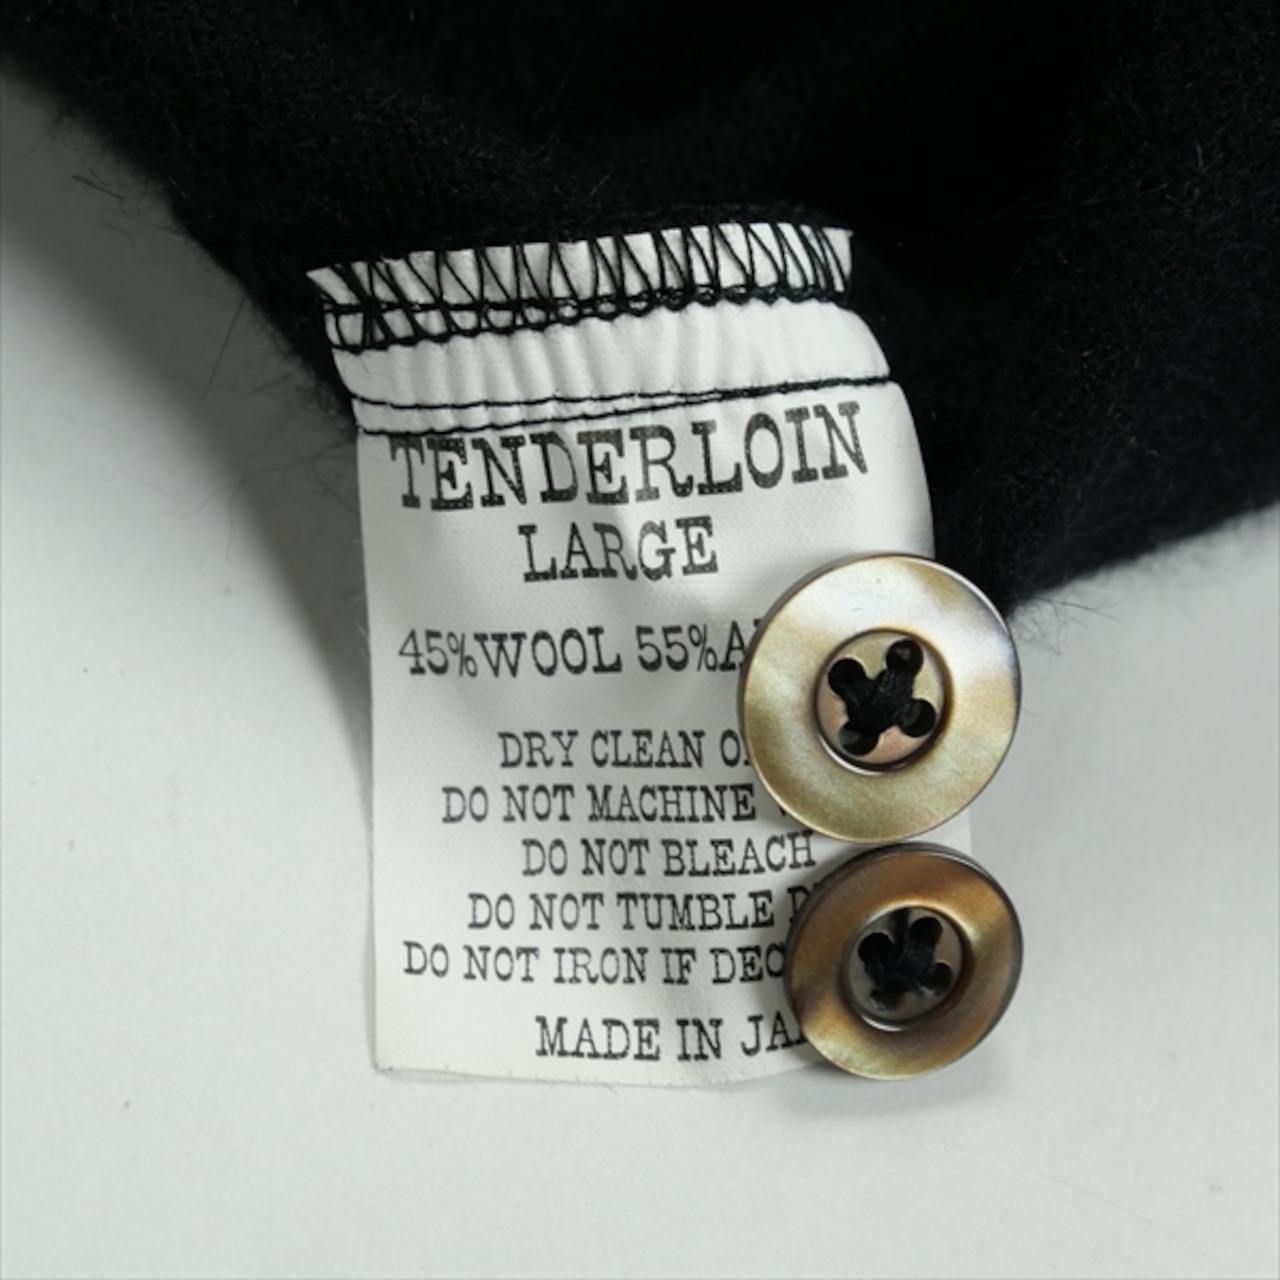 TENDERLOIN
LARGE
45%WOOL 55%A
DRY CLEAN O
DO NOT MACHINE
DO NOT BLEACH
DO NOT TUMBLE D
DO NOT IRON IF DEC
MADE IN JA